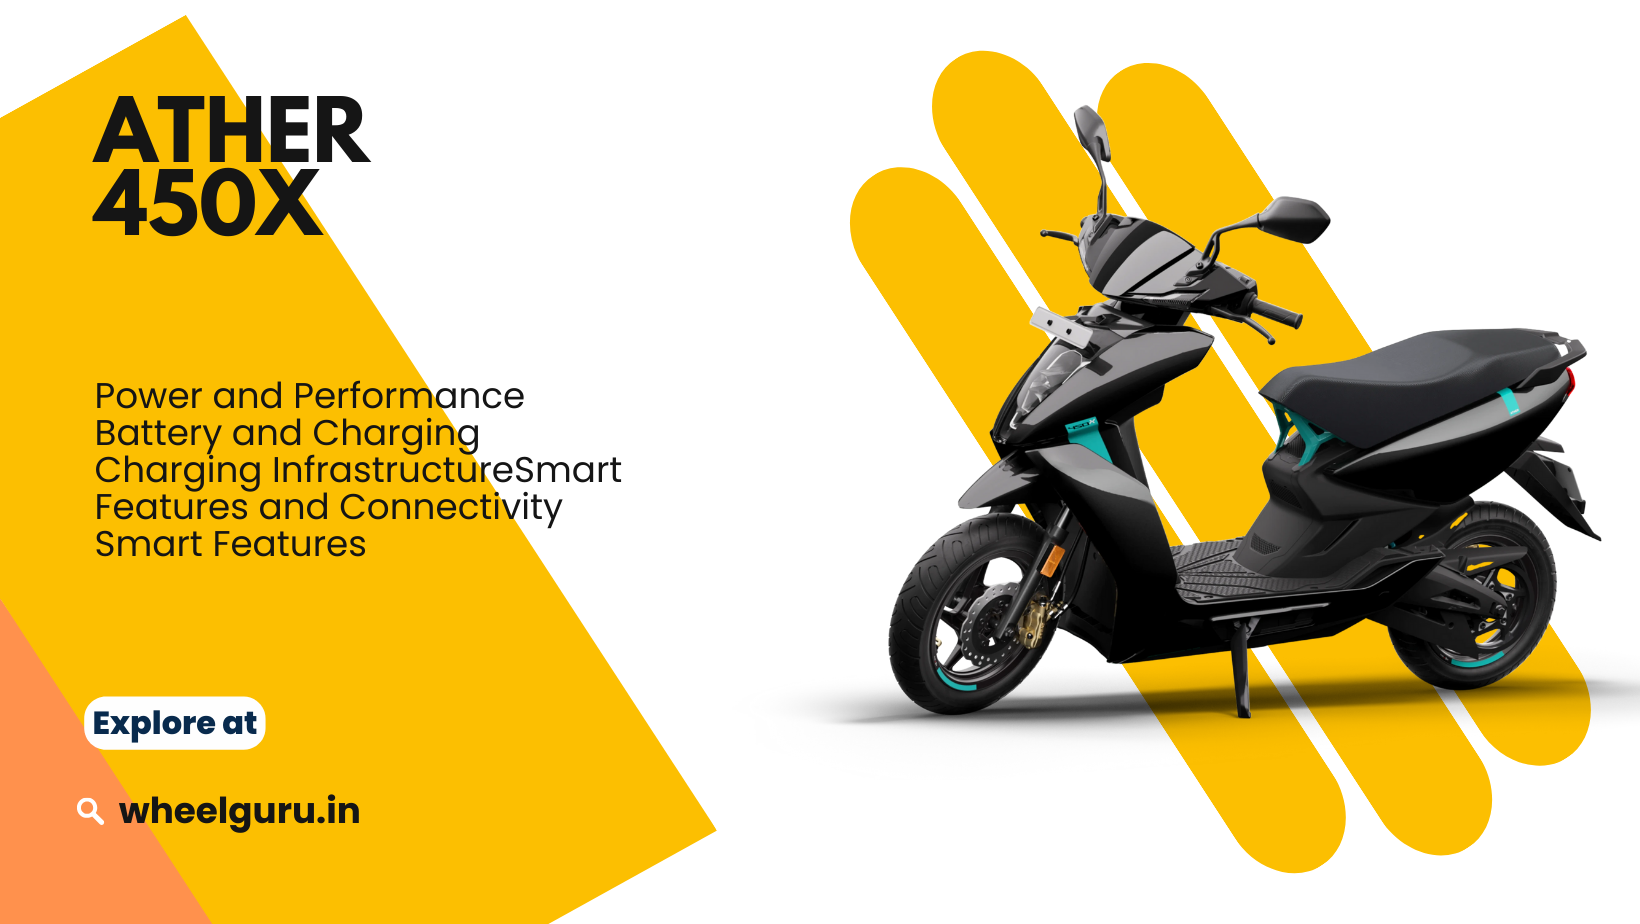 ATHER
450X
Power and Performance
Battery and Charging
Charging InfrastructureSmart
Features and Connectivity
Smart Features
Explore at
wheelguru.in
450X